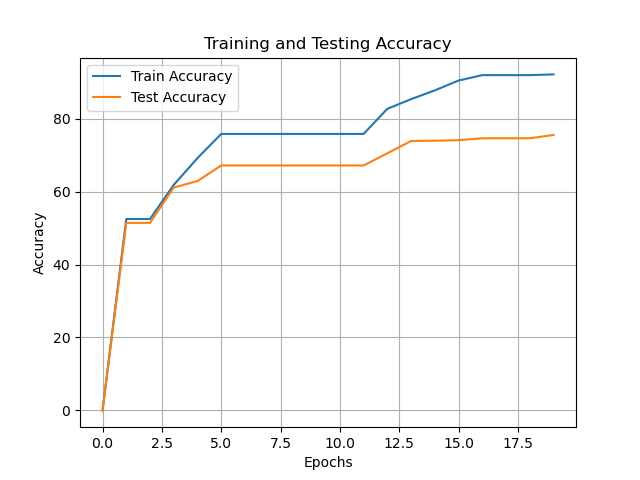 Training and Testing Accuracy
Train Accuracy
Test Accuracy
80
60
40
20
0
Accuracy
0.0 2.5 5.0 7.5 10.0 12.5 15.0 17.5
Epochs